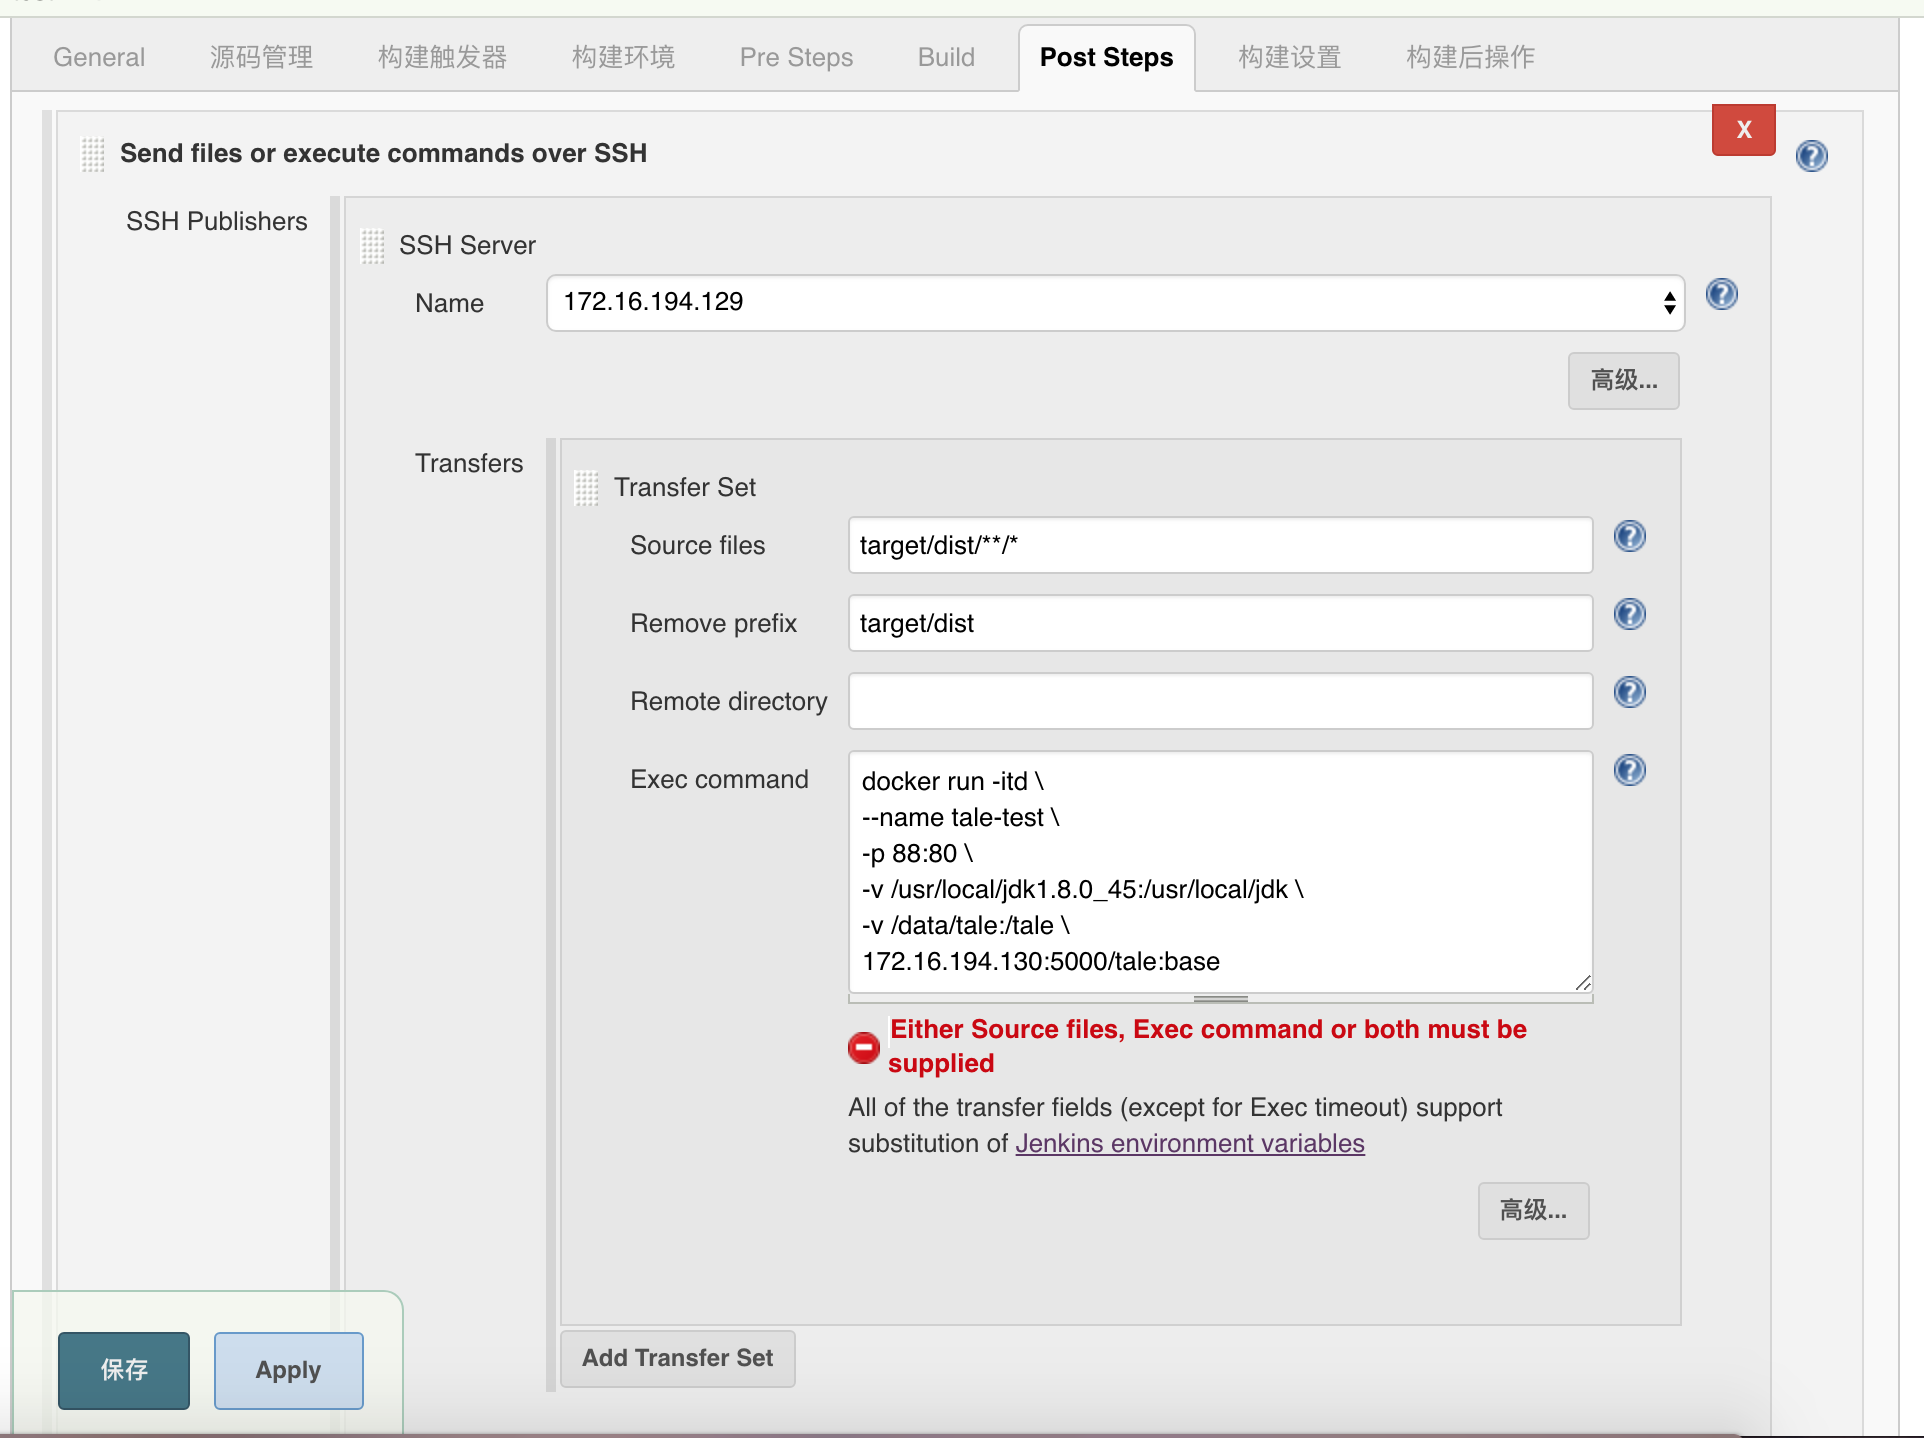 General 源码管理 构建触发器 构建环境 Pre Steps Build Post Steps 构建设置 构建后操作
X
Send files or execute commands over SSH
SSH Publishers
SSH Server
Name 172.16.194.129
高级...
Transfers
Transfer Set
Source files target/dist/**/*
Remove prefix target/dist
Remote directory
Exec command docker run -itd \
--name tale-test \
-p 88:80 \
-v /usr/local/jdk1.8.0_45:/usr/local/jdk \
-v /data/tale:/tale \
172.16.194.130:5000/tale:base
Either Source files, Exec command or both must be
supplied
All of the transfer fields (except for Exec timeout) support
substitution of Jenkins environment variables
高级...
Add Transfer Set
保存 Apply